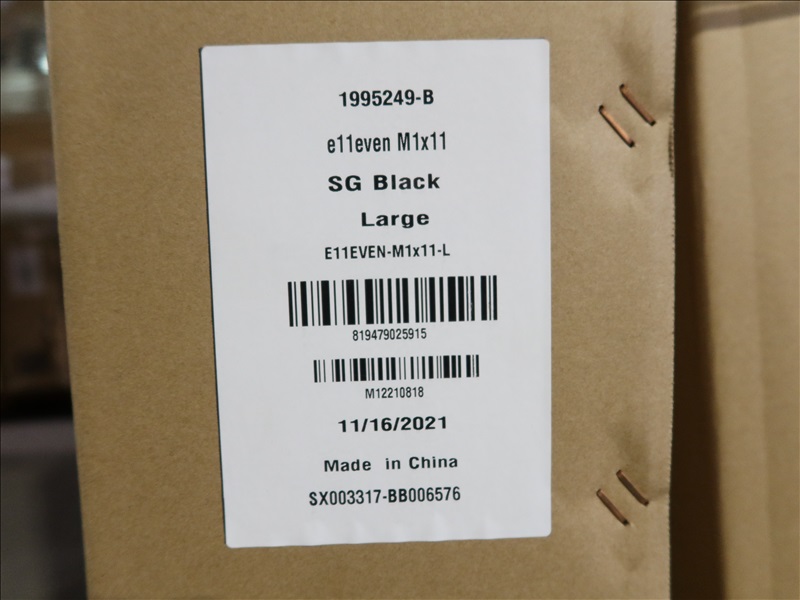 1995249-B
e11even M1x11
SG Black
Large
E11EVEN-M1x11-L
819479025915
M12210818
11/16/2021
Made in China
SX003317-BB006576